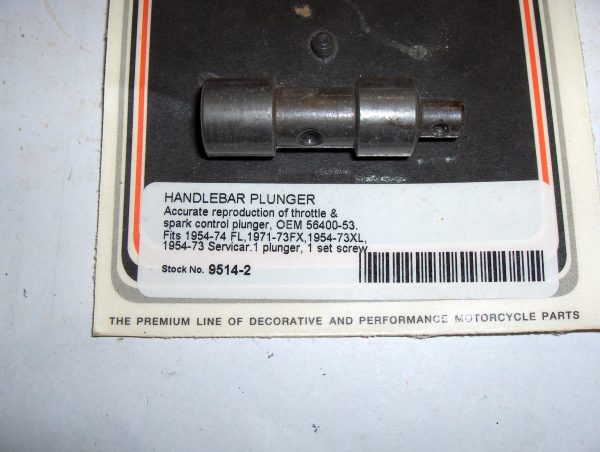 HANDLEBAR PLUNGER
Accurate reproduction of throttle &
spark control plunger, OEM 56400-53.
Fits 1954-74 FL,1971-73FX,1954-73XL,
1954-73 Servicar.1 plunger, 1 set screw
Stock No. 9514-2
THE PREMIUM LINE OF DECORATIVE AND PERFORMANCE MOTORCYCLE PARTS